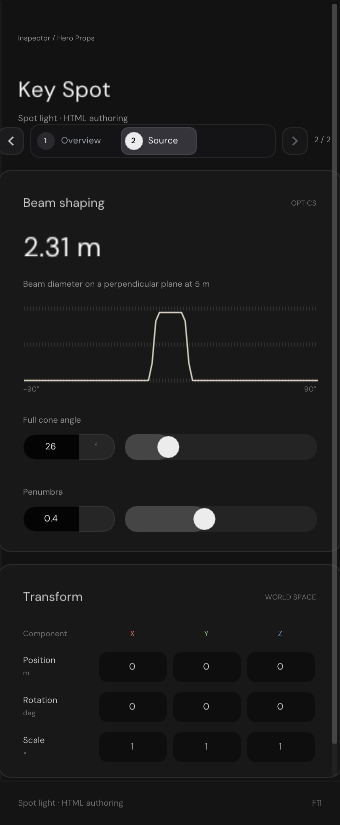 Inspector / Hero Props
Key Spot
Spot light · HTML authoring
1 Overview 2 Source 2 / 2
Beam shaping OPTICS
2.31 m
Beam diameter on a perpendicular plane at 5 m
-90° 90°
Full cone angle
26 °
Penumbra
0.4
Transform WORLD SPACE
Component X Y Z
Position 0 0 0
m
Rotation 0 0 0
deg
Scale 1 1 1
Spot light · HTML authoring F11